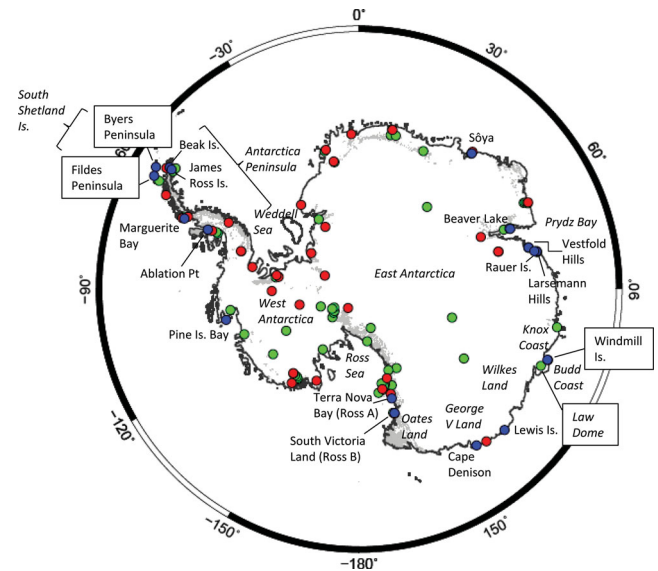 0°
−30°
30°
South
Shetland
Is.
Byers
Peninsula
Beak Is.
Antarctica
Peninsula
Sôya
60°
Fildes
Peninsula
James
Ross Is.
Weddell
Sea
Beaver Lake
Prydz Bay
Marguerite
Bay
Vestfold
Hills
Ablation Pt
East Antarctica
Rauer Is.
Larsemann
Hills
−90°
90°
West
Antarctica
Pine Is. Bay
Knox
Coast
Windmill
Is.
Ross
Sea
Wilkes
Land
Budd
Coast
Terra Nova
Bay (Ross A)
Oates
Land
George
V Land
Law
Dome
South Victoria
Land (Ross B)
Lewis Is.
Cape
Denison
−120°
−150°
150°
−180°